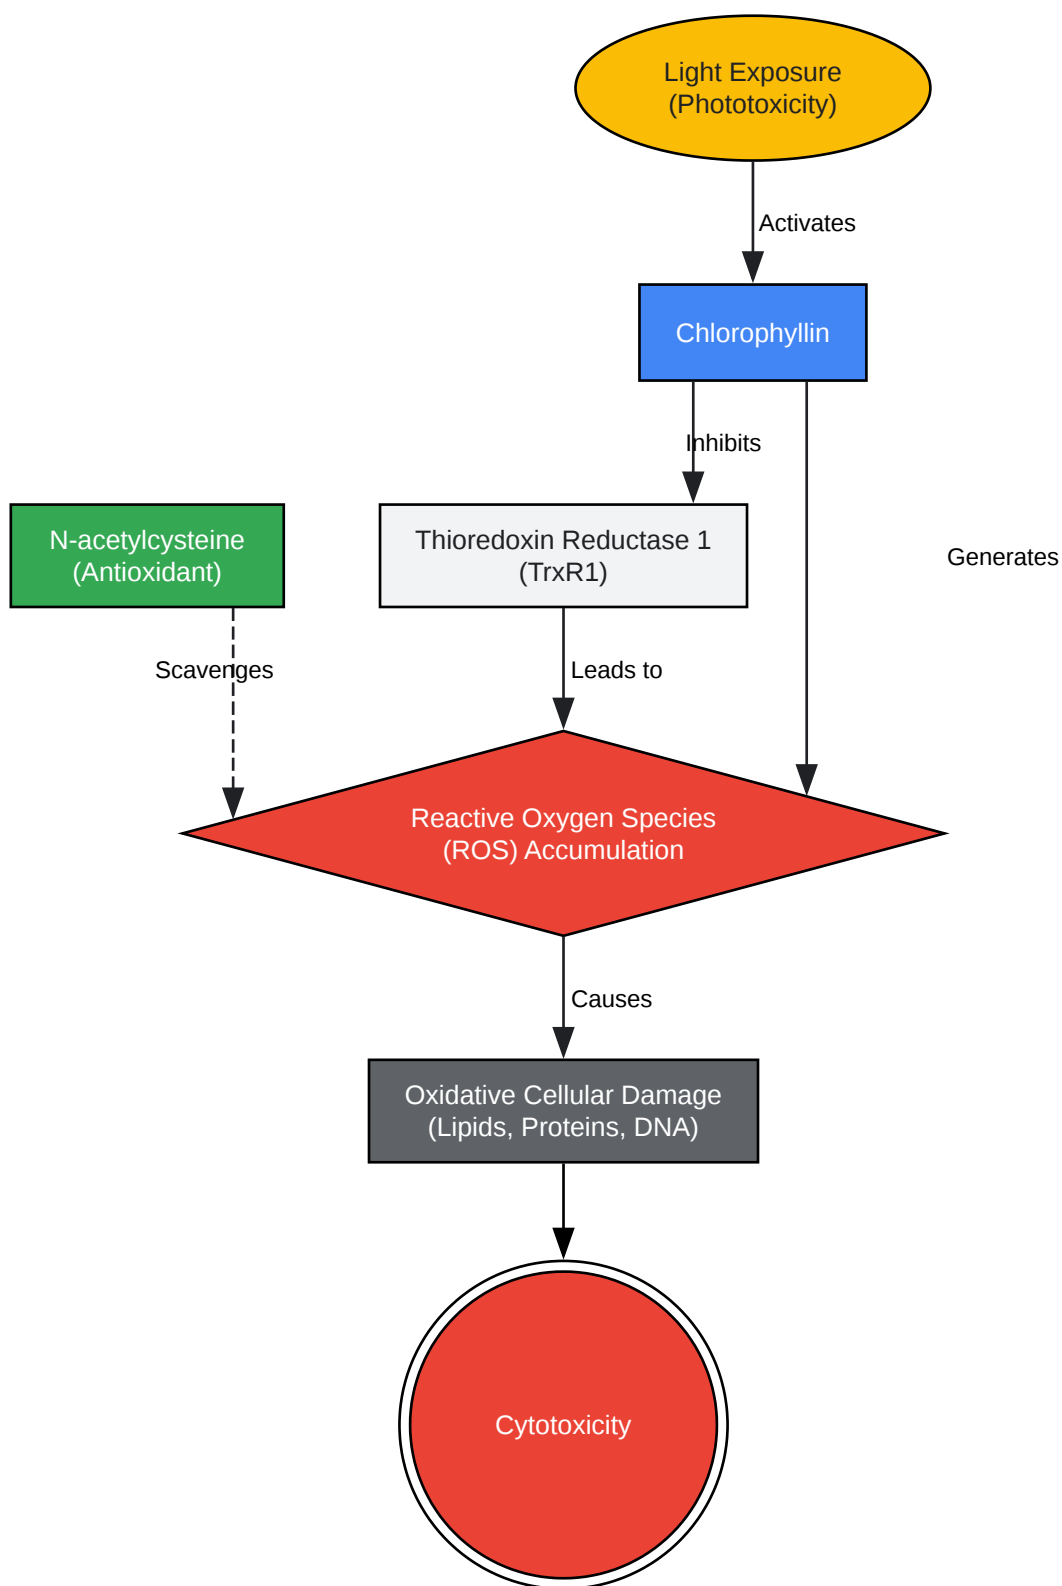 Light Exposure
(Phototoxicity)
Activates
Chlorophyllin
Inhibits
N-acetylcysteine
(Antioxidant)
Thioredoxin Reductase 1
(TrxR1)
Generates
Scavenges
Leads to
Reactive Oxygen Species
(ROS) Accumulation
Causes
Oxidative Cellular Damage
(Lipids, Proteins, DNA)
Cytotoxicity